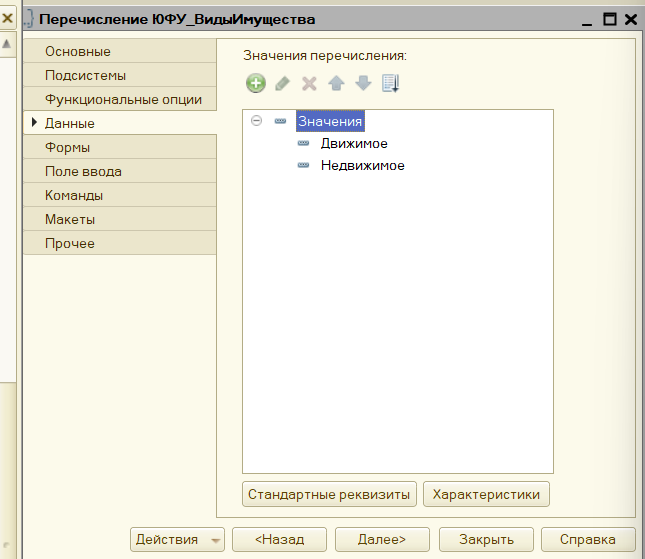 Перечисление ЮФУ_ВидыИмущества
Основные
Подсистемы
Функциональные опции
Данные
Формы
Поле ввода
Команды
Макеты
Прочее
Значения перечисления:
Значения
Движимое
Недвижимое
Стандартные реквизиты
Характеристики
Действия
<Назад
Далее>
Закрыть
Справка